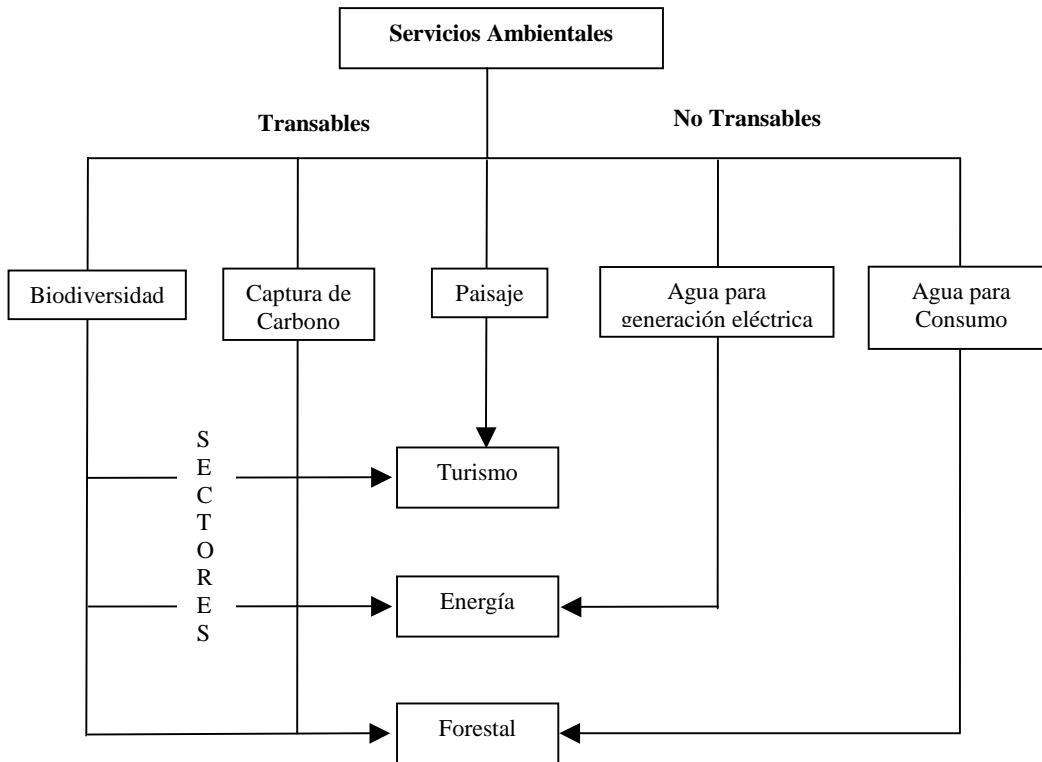 Servicios Ambientales
Transables
No Transables
Biodiversidad
Captura de
Carbono
Paisaje
Agua para
generación eléctrica
Agua para
Consumo
SECTORES
Turismo
Energía
Forestal